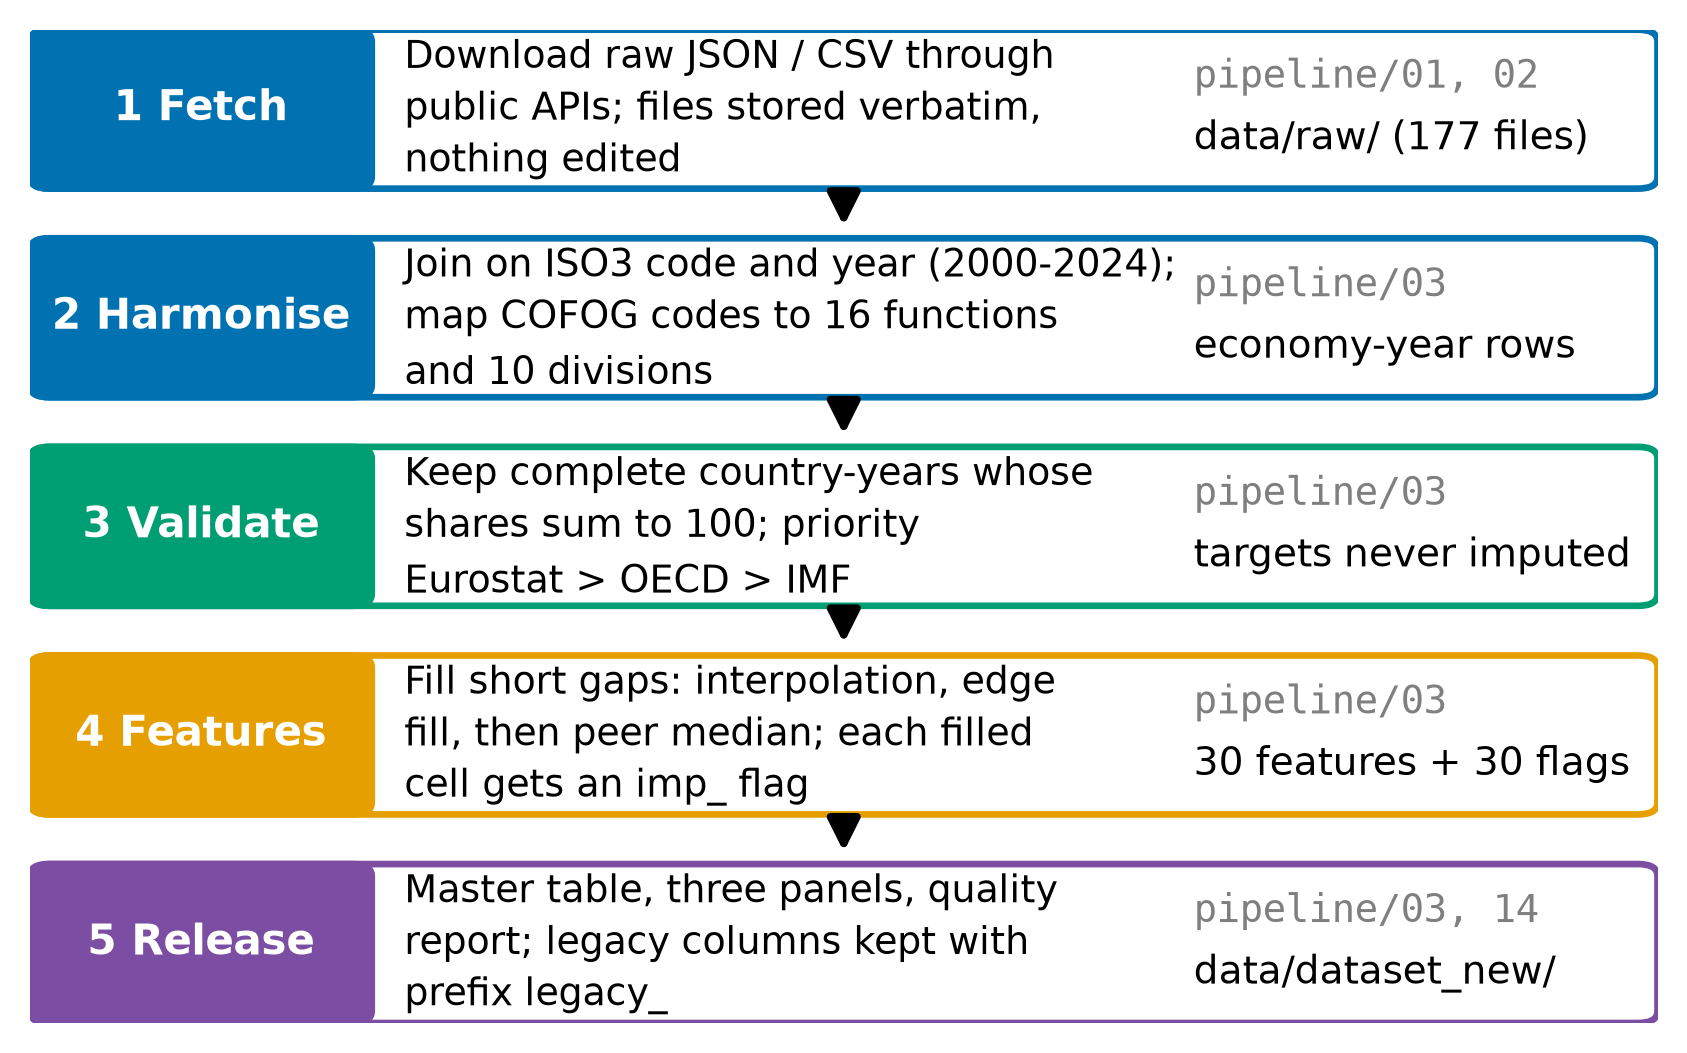 1 Fetch
Download raw JSON / CSV through
public APIs; files stored verbatim,
nothing edited
pipeline/01, 02
data/raw/ (177 files)
2 Harmonise
Join on ISO3 code and year (2000-2024);
map COFOG codes to 16 functions
and 10 divisions
pipeline/03
economy-year rows
3 Validate
Keep complete country-years whose
shares sum to 100; priority
Eurostat > OECD > IMF
pipeline/03
targets never imputed
4 Features
Fill short gaps: interpolation, edge
fill, then peer median; each filled
cell gets an imp_ flag
pipeline/03
30 features + 30 flags
5 Release
Master table, three panels, quality
report; legacy columns kept with
prefix legacy_
pipeline/03, 14
data/dataset_new/